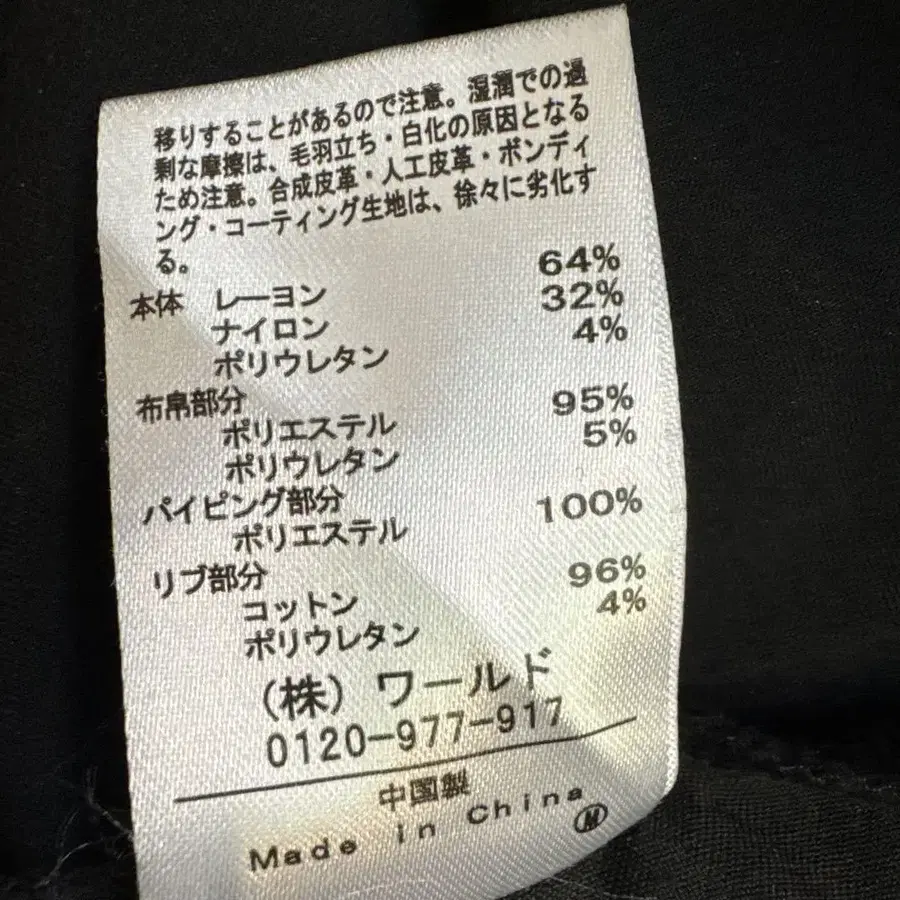 移りすることがあるので注意。湿潤での過
剰な摩擦は、毛羽立ち・白化の原因となる
ため注意。合成皮革・人工皮革・ボンディ
ング・コーティング生地は、徐々に劣化す
る。
本体 レーヨン 64%
ナイロン 32%
ポリウレタン 4%
布帛部分
ポリエステル 95%
ポリウレタン 5%
パイピング部分
ポリエステル 100%
リブ部分
コットン 96%
ポリウレタン 4%
(株) ワールド
0120-977-917
中国製
Made in China
M